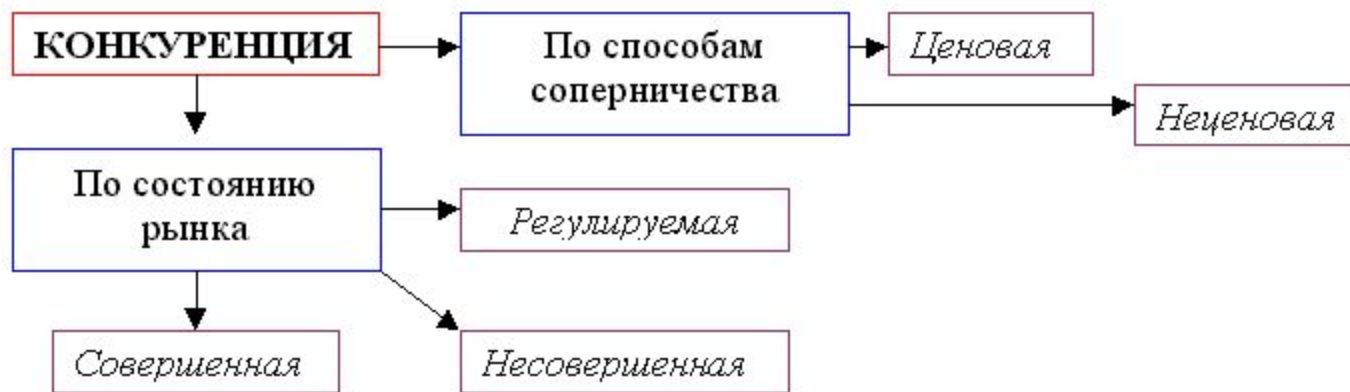 КОНКУРЕНЦИЯ
По способам
соперничества
Ценовая
Неценовая
По состоянию
рынка
Регулируемая
Совершенная
Несовершенная